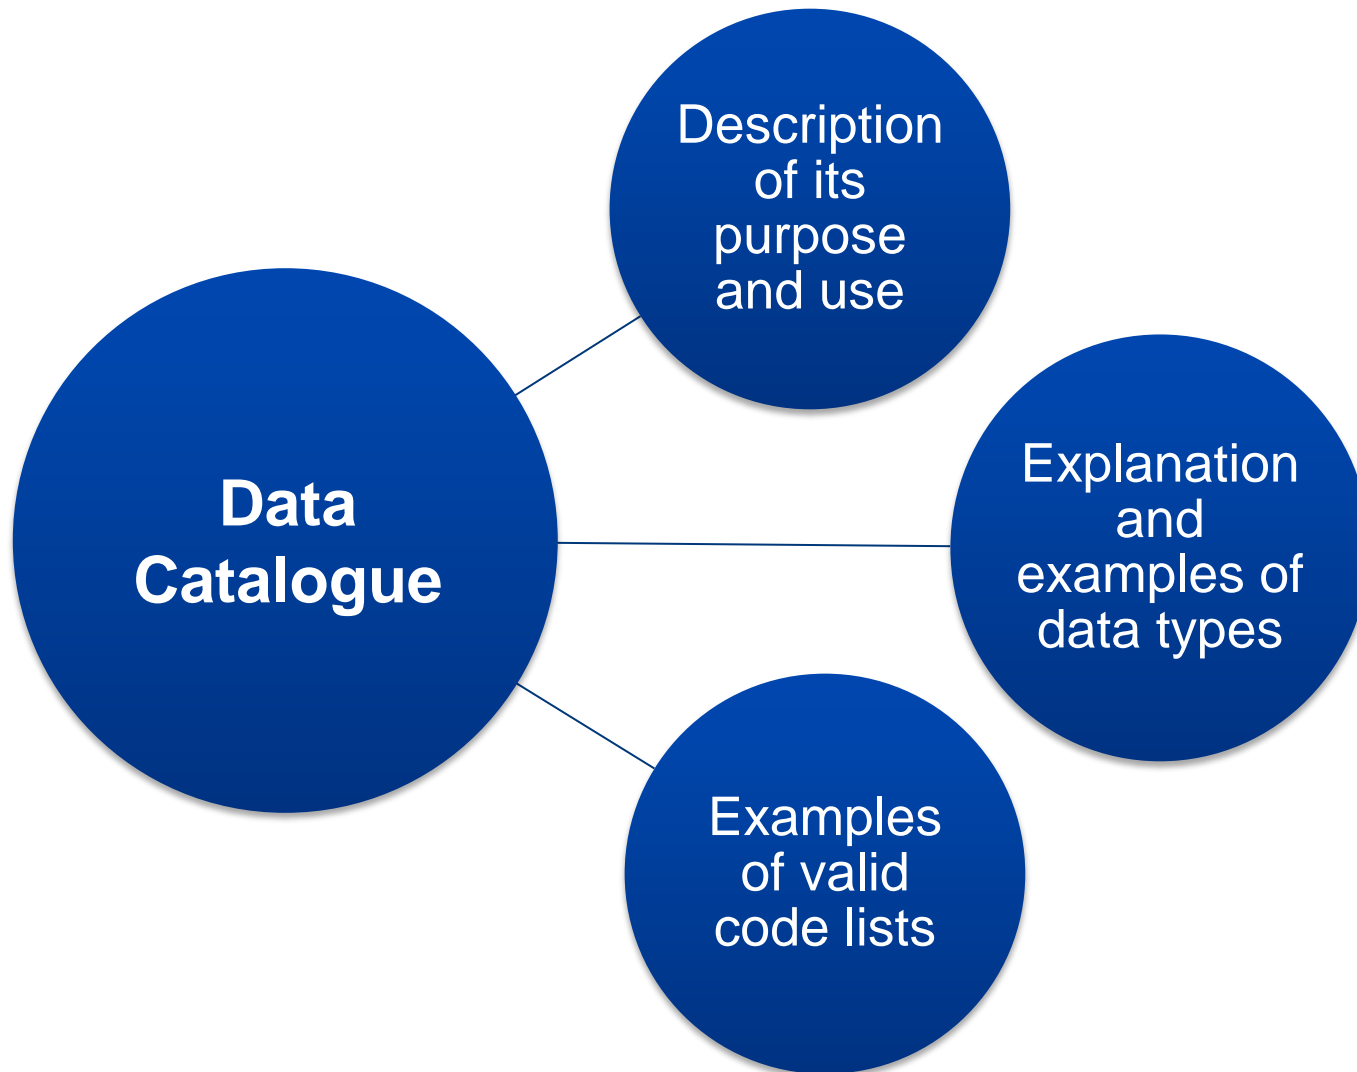 Description
of its
purpose
and use
Data
Catalogue
Explanation
and
examples of
data types
Examples
of valid
code lists